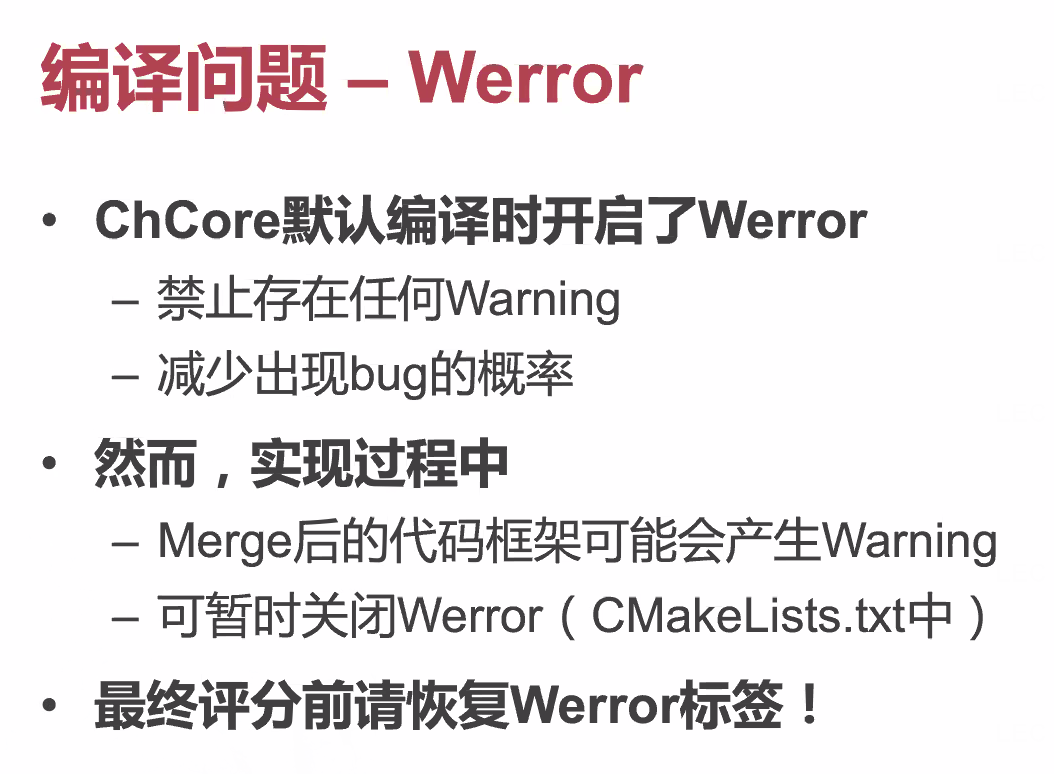 编译问题 – Werror
• ChCore默认编译时开启了Werror
– 禁止存在任何Warning
– 减少出现bug的概率
• 然而，实现过程中
– Merge后的代码框架可能会产生Warning
– 可暂时关闭Werror（CMakeLists.txt中）
• 最终评分前请恢复Werror标签！